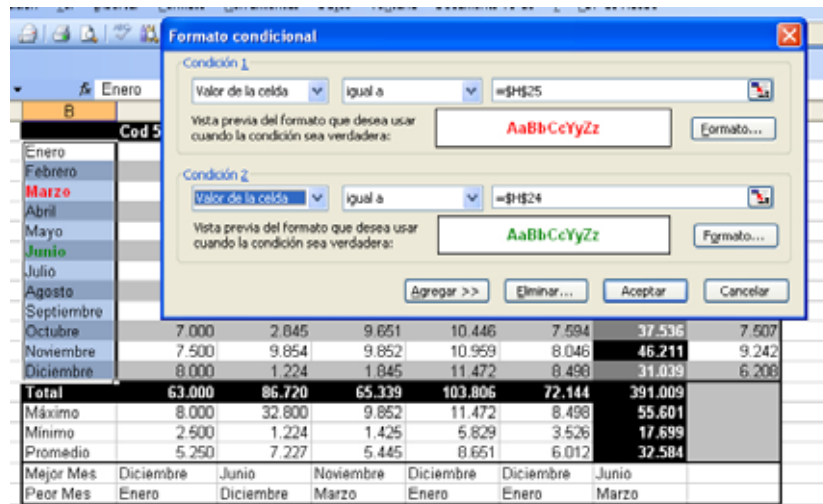 Formato condicional
Condición 1
Enero
Valor de la celda igual a =$H$25
Vista previa del formato que desea usar cuando la condición sea verdadera:
AaBbCcYyZz
Formato...
B
Cod 5
Enero
Febrero
Marzo
Abril
Mayo
Junio
Julio
Agosto
Septiembre
Condición 2
Valor de la celda igual a =$H$24
Vista previa del formato que desea usar cuando la condición sea verdadera:
AaBbCcYyZz
Formato...
Agregar >> Eliminar... Aceptar Cancelar
Octubre 7.000 2.845 9.651 10.446 7.594 37.536 7.507
Noviembre 7.500 9.854 9.852 10.959 8.046 46.211 9.242
Diciembre 8.000 1.224 1.845 11.472 8.498 31.039 6.208
Total 63.000 86.720 65.339 103.806 72.144 391.009
Máximo 8.000 32.800 9.852 11.472 8.498 55.601
Mínimo 2.500 1.224 1.425 5.829 3.526 17.699
Promedio 5.250 7.227 5.445 8.651 6.012 32.584
Mejor Mes Diciembre Junio Noviembre Diciembre Diciembre Junio
Peor Mes Enero Diciembre Marzo Enero Enero Marzo